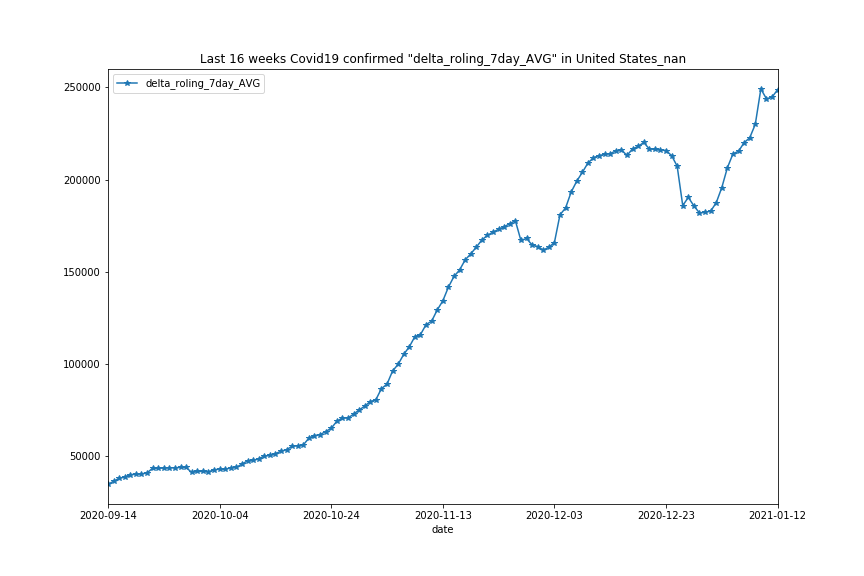 Last 16 weeks Covid19 confirmed "delta_roling_7day_AVG" in United States_nan
delta_roling_7day_AVG
250000
200000
150000
100000
50000
2020-09-14 2020-10-04 2020-10-24 2020-11-13 2020-12-03 2020-12-23 2021-01-12
date